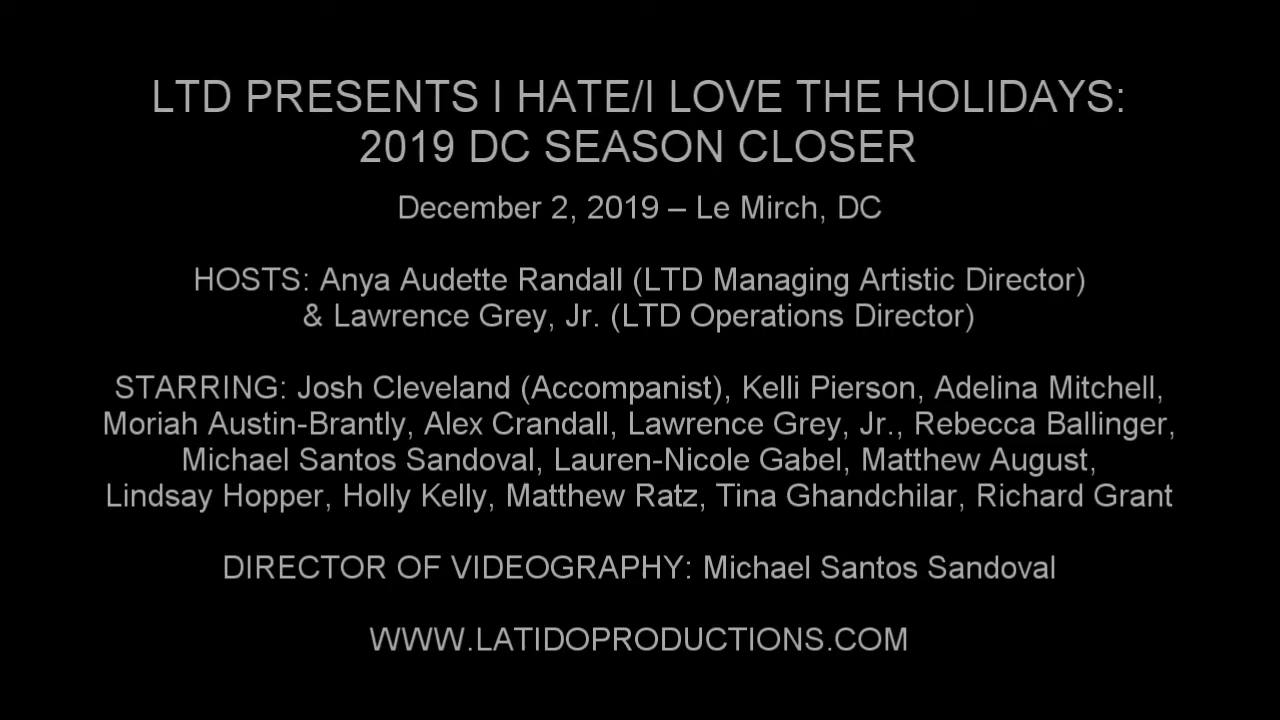 LTD PRESENTS I HATE/I LOVE THE HOLIDAYS:
2019 DC SEASON CLOSER
December 2, 2019 – Le Mirch, DC
HOSTS: Anya Audette Randall (LTD Managing Artistic Director)
& Lawrence Grey, Jr. (LTD Operations Director)
STARRING: Josh Cleveland (Accompanist), Kelli Pierson, Adelina Mitchell,
Moriah Austin-Brantly, Alex Crandall, Lawrence Grey, Jr., Rebecca Ballinger,
Michael Santos Sandoval, Lauren-Nicole Gabel, Matthew August,
Lindsay Hopper, Holly Kelly, Matthew Ratz, Tina Ghandchilar, Richard Grant
DIRECTOR OF VIDEOGRAPHY: Michael Santos Sandoval
WWW.LATIDOPRODUCTIONS.COM